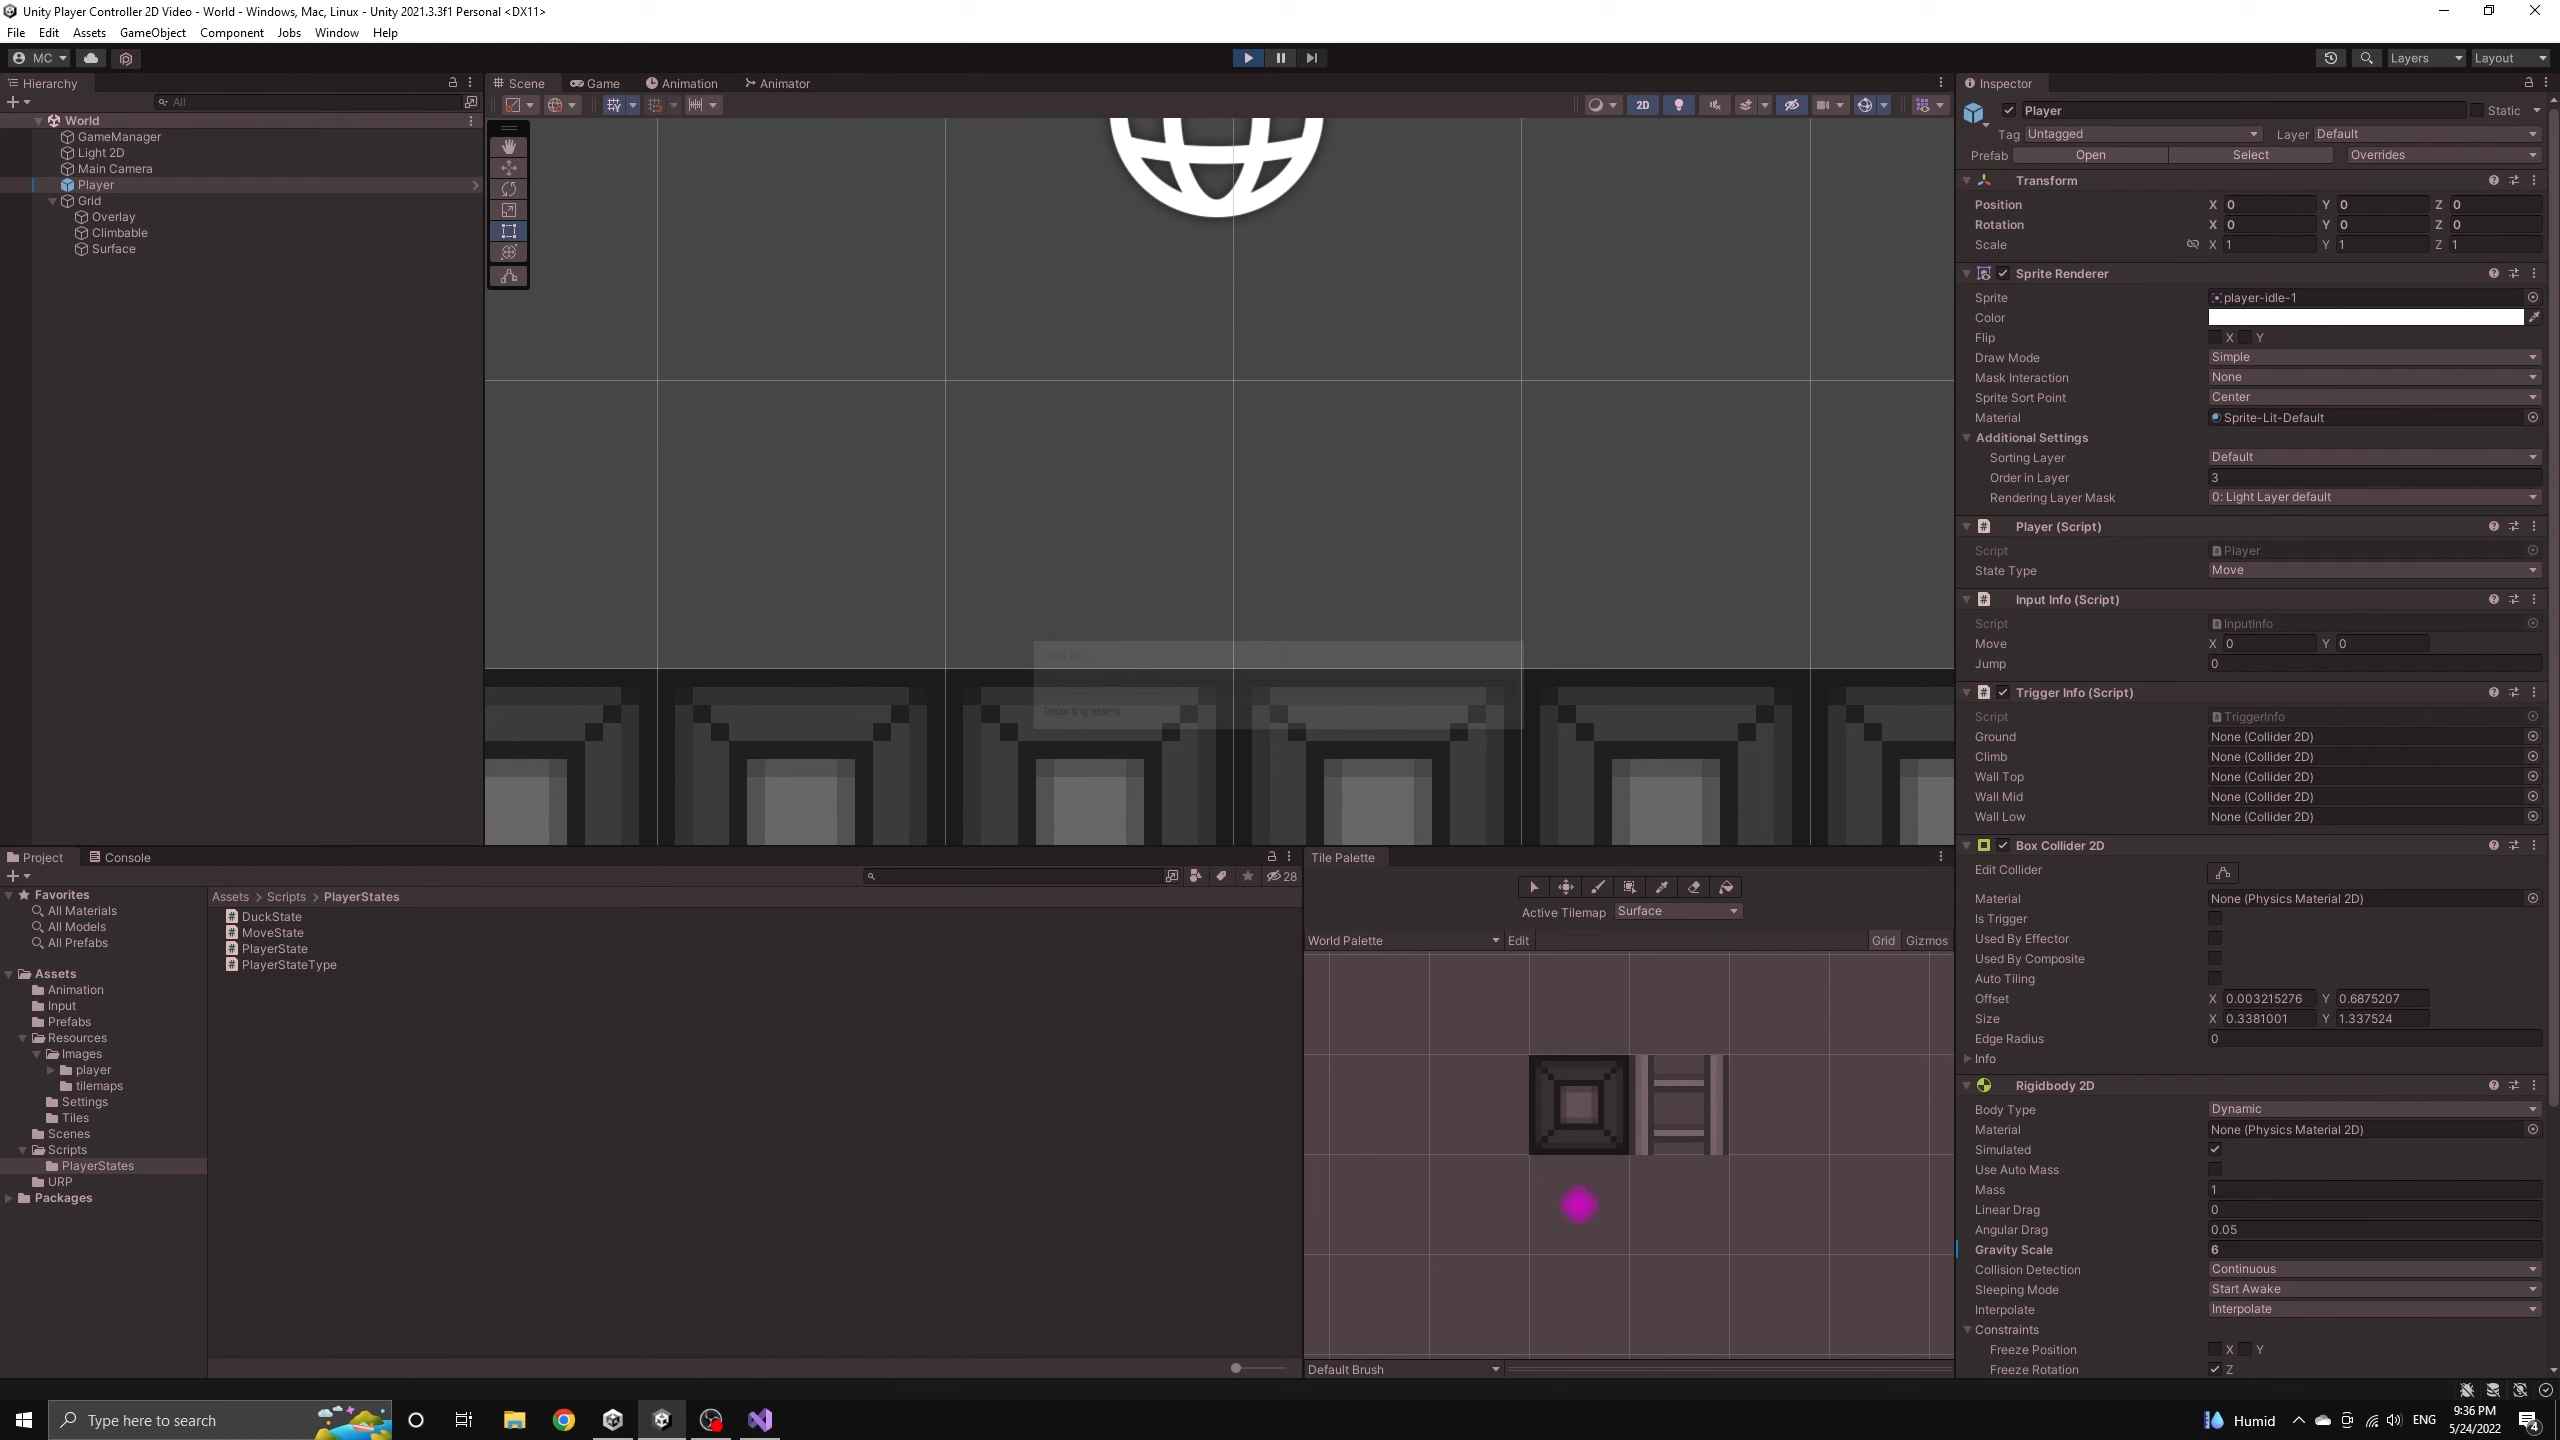 Unity Player Controller 2D Video - World - Windows, Mac, Linux - Unity 2021.3.3f1 Personal <DX11>
File Edit Assets GameObject Component Jobs Window Help
MC
Layers Layout
Hierarchy
All
World
GameManager
Light 2D
Main Camera
Player
Grid
Overlay
Climbable
Surface
Scene Game Animation Animator
2D
Importing assets
Project Console
28
Favorites
All Materials
All Models
All Prefabs
Assets
Animation
Input
Prefabs
Resources
Images
player
tilemaps
Settings
Tiles
Scenes
Scripts
PlayerStates
URP
Packages
Assets > Scripts > PlayerStates
DuckState
MoveState
PlayerState
PlayerStateType
Tile Palette
Active Tilemap Surface
World Palette Edit Grid Gizmos
Default Brush
Inspector
Player Static
Tag Untagged Layer Default
Prefab Open Select Overrides
Transform
Position X 0 Y 0 Z 0
Rotation X 0 Y 0 Z 0
Scale X 1 Y 1 Z 1
Sprite Renderer
Sprite player-idle-1
Color
Flip X Y
Draw Mode Simple
Mask Interaction None
Sprite Sort Point Center
Material Sprite-Lit-Default
Additional Settings
Sorting Layer Default
Order in Layer 3
Rendering Layer Mask 0: Light Layer default
Player (Script)
Script Player
State Type Move
Input Info (Script)
Script InputInfo
Move X 0 Y 0
Jump 0
Trigger Info (Script)
Script TriggerInfo
Ground None (Collider 2D)
Climb None (Collider 2D)
Wall Top None (Collider 2D)
Wall Mid None (Collider 2D)
Wall Low None (Collider 2D)
Box Collider 2D
Edit Collider
Material None (Physics Material 2D)
Is Trigger
Used By Effector
Used By Composite
Auto Tiling
Offset X 0.003215276 Y 0.6875207
Size X 0.3381001 Y 1.337524
Edge Radius 0
Info
Rigidbody 2D
Body Type Dynamic
Material None (Physics Material 2D)
Simulated
Use Auto Mass
Mass 1
Linear Drag 0
Angular Drag 0.05
Gravity Scale 6
Collision Detection Continuous
Sleeping Mode Start Awake
Interpolate Interpolate
Constraints
Freeze Position X Y
Freeze Rotation Z
Type here to search
Humid
ENG
9:36 PM
5/24/2022
4